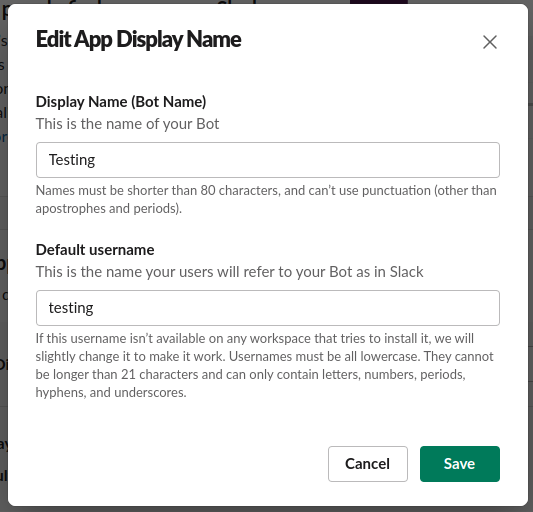 Edit App Display Name
Display Name (Bot Name)
This is the name of your Bot
Testing
Names must be shorter than 80 characters, and can't use punctuation (other than
apostrophes and periods).
Default username
This is the name your users will refer to your Bot as in Slack
testing
If this username isn't available on any workspace that tries to install it, we will
slightly change it to make it work. Usernames must be all lowercase. They cannot
be longer than 21 characters and can only contain letters, numbers, periods,
hyphens, and underscores.
Cancel
Save